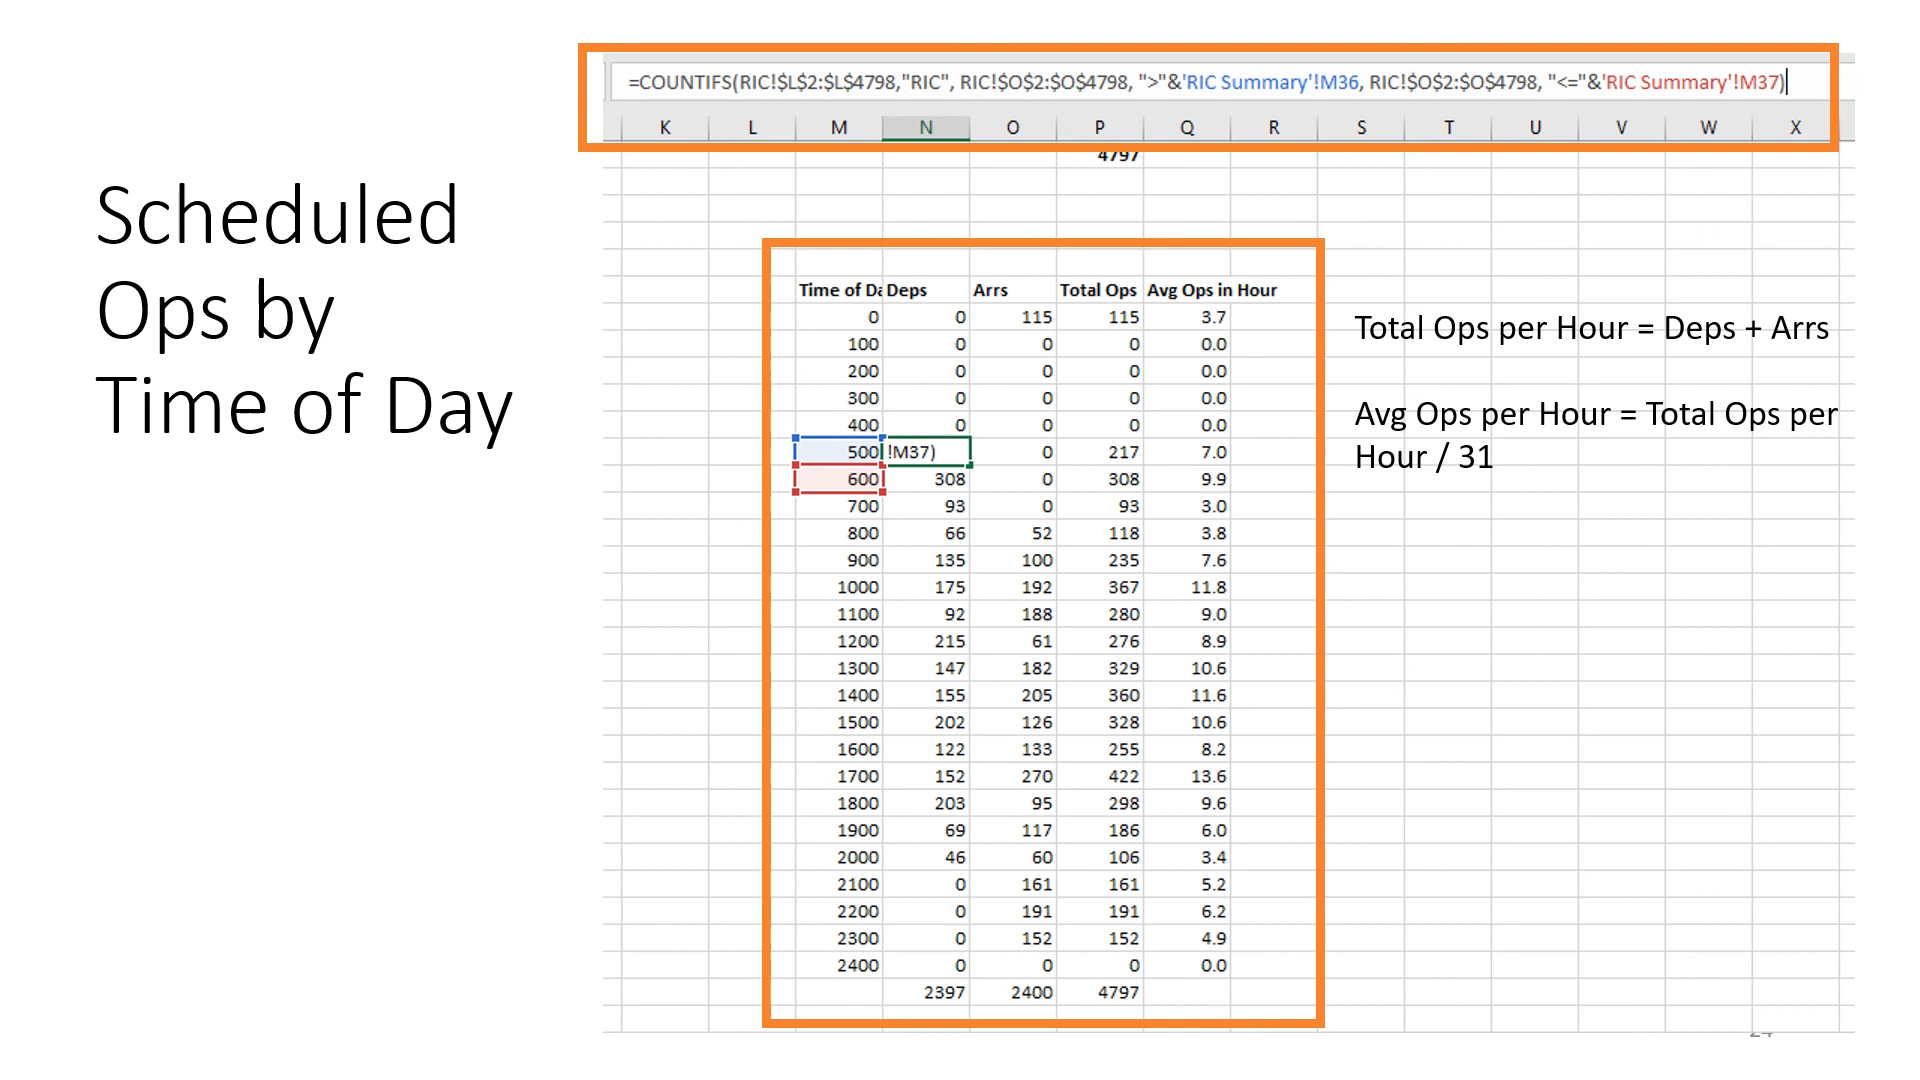 Scheduled
Ops by
Time of Day
=COUNTIFS(RIC!$L$2:$L$4798,"RIC", RIC!$O$2:$O$4798, ">"&'RIC Summary'!M36, RIC!$O$2:$O$4798, "<="&'RIC Summary'!M37)
K L M N O P Q R S T U V W X
4797
Time of Da Deps Arrs Total Ops Avg Ops in Hour
0 0 115 115 3.7
100 0 0 0 0.0
200 0 0 0 0.0
300 0 0 0 0.0
400 0 0 0 0.0
500 !M37) 0 217 7.0
600 308 0 308 9.9
700 93 0 93 3.0
800 66 52 118 3.8
900 135 100 235 7.6
1000 175 192 367 11.8
1100 92 188 280 9.0
1200 215 61 276 8.9
1300 147 182 329 10.6
1400 155 205 360 11.6
1500 202 126 328 10.6
1600 122 133 255 8.2
1700 152 270 422 13.6
1800 203 95 298 9.6
1900 69 117 186 6.0
2000 46 60 106 3.4
2100 0 161 161 5.2
2200 0 191 191 6.2
2300 0 152 152 4.9
2400 0 0 0 0.0
2397 2400 4797
Total Ops per Hour = Deps + Arrs
Avg Ops per Hour = Total Ops per
Hour / 31